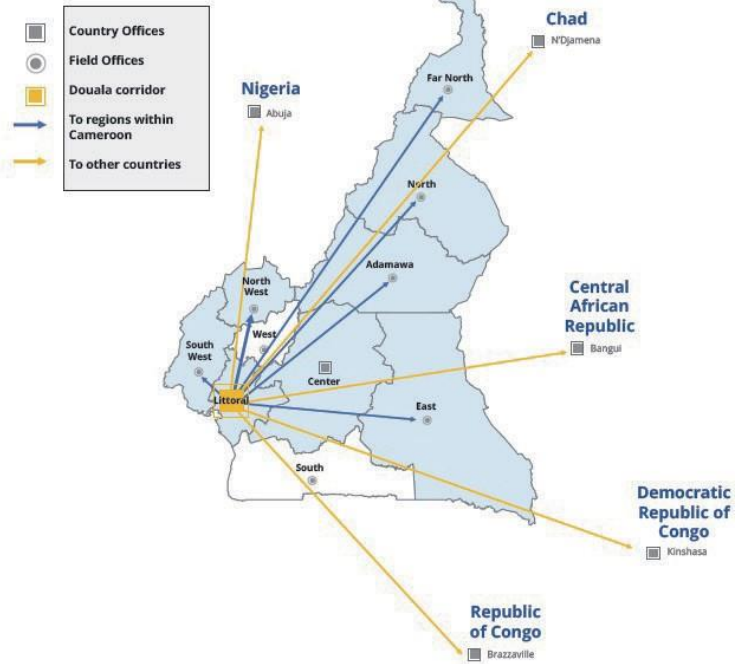 Country Offices
Field Offices
Douala corridor
To regions within
Cameroon
To other countries
Chad
N'Djamena
Far North
Nigeria
Abuja
North
Adamawa
North
West
Central
African
Republic
Bangui
West
South
West
Center
Littoral
East
South
Democratic
Republic of
Congo
Kinshasa
Republic
of Congo
Brazzaville